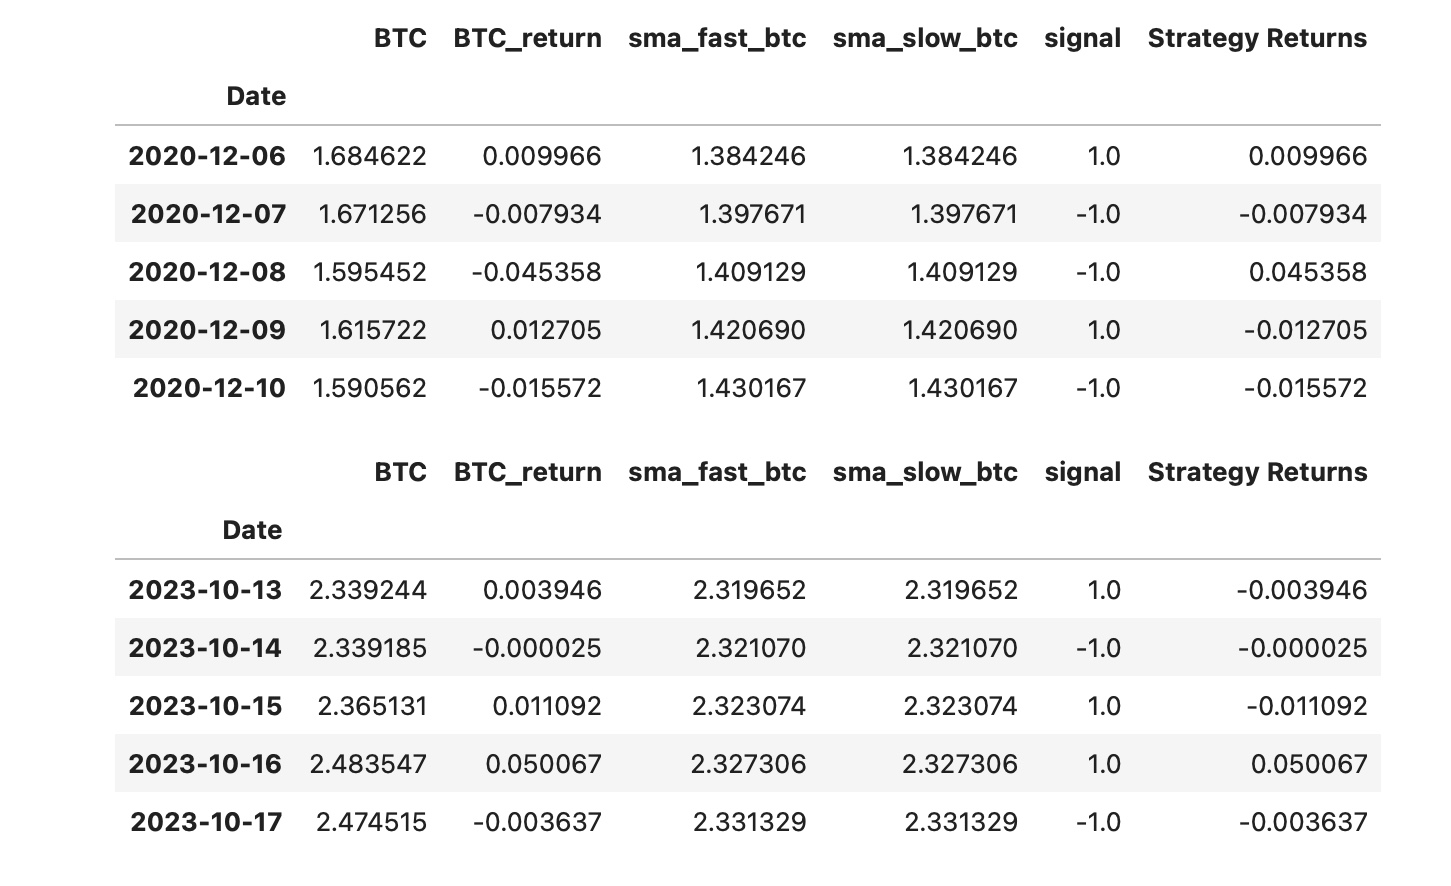 BTC BTC_return sma_fast_btc sma_slow_btc signal Strategy Returns
Date
2020-12-06 1.684622 0.009966 1.384246 1.384246 1.0 0.009966
2020-12-07 1.671256 -0.007934 1.397671 1.397671 -1.0 -0.007934
2020-12-08 1.595452 -0.045358 1.409129 1.409129 -1.0 0.045358
2020-12-09 1.615722 0.012705 1.420690 1.420690 1.0 -0.012705
2020-12-10 1.590562 -0.015572 1.430167 1.430167 -1.0 -0.015572
BTC BTC_return sma_fast_btc sma_slow_btc signal Strategy Returns
Date
2023-10-13 2.339244 0.003946 2.319652 2.319652 1.0 -0.003946
2023-10-14 2.339185 -0.000025 2.321070 2.321070 -1.0 -0.000025
2023-10-15 2.365131 0.011092 2.323074 2.323074 1.0 -0.011092
2023-10-16 2.483547 0.050067 2.327306 2.327306 1.0 0.050067
2023-10-17 2.474515 -0.003637 2.331329 2.331329 -1.0 -0.003637